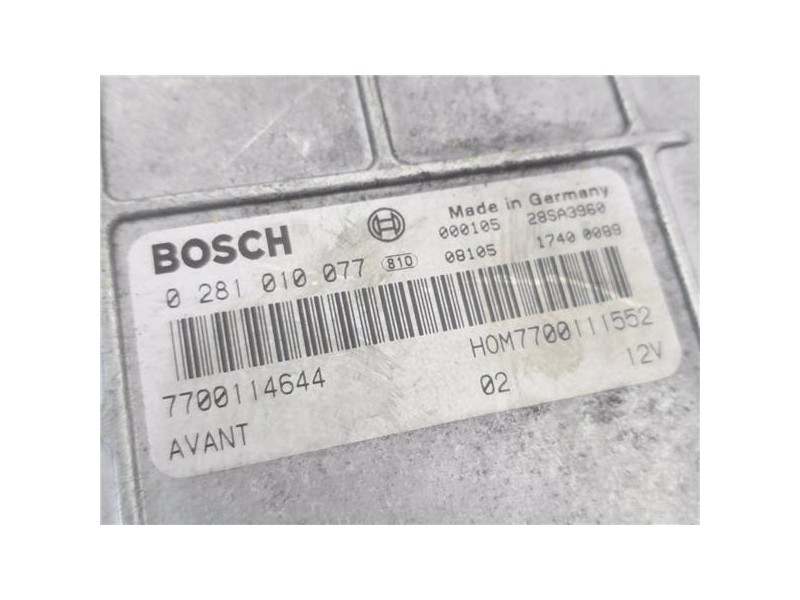 BOSCH
Made in Germany
000105 28SA3960
0 281 010 077 810 08105 1740 0089
7700114644 HOM7700111552
AVANT 02 12V